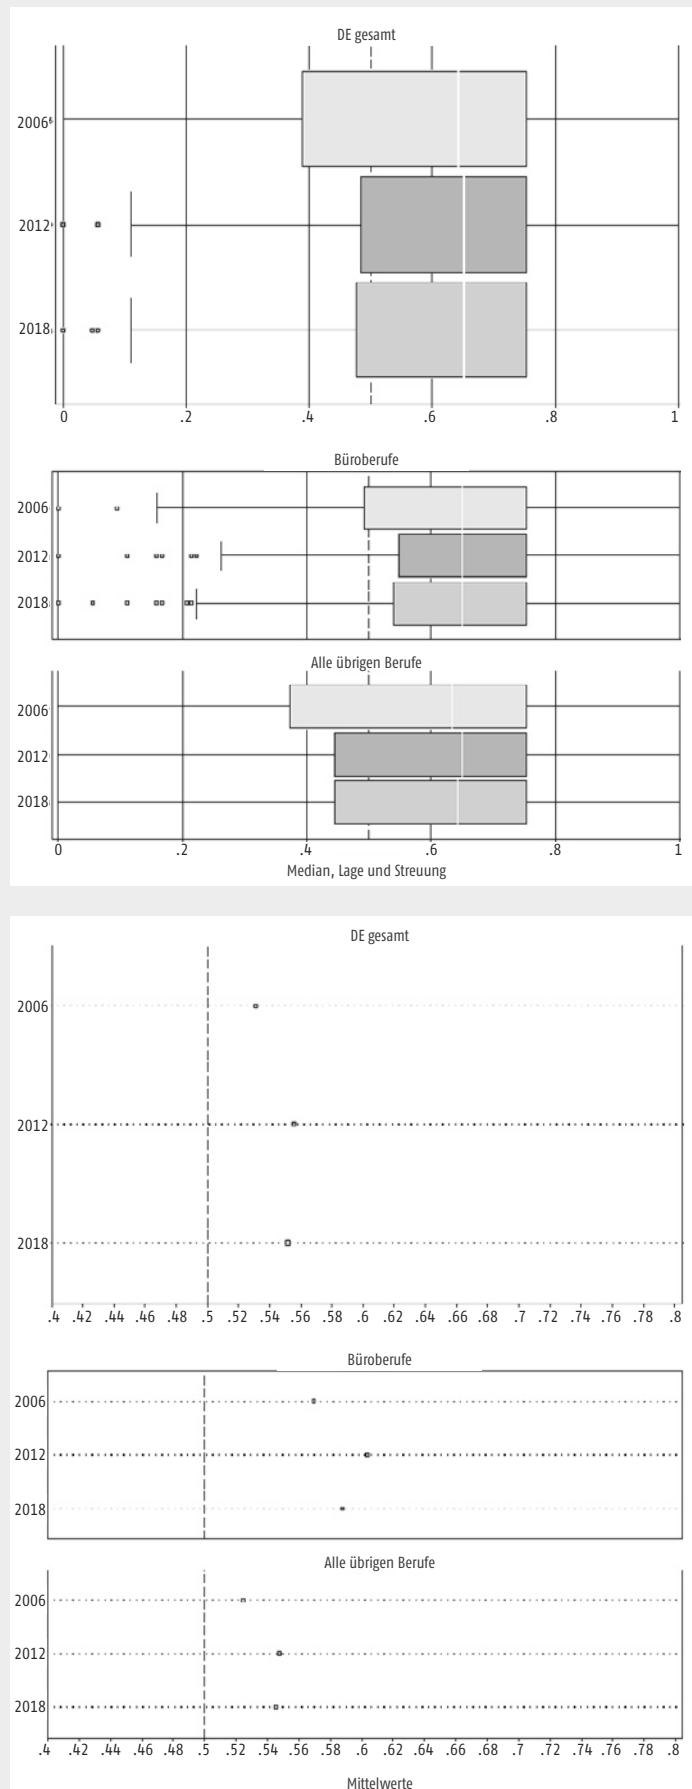 DE gesamt
2006
2012
2018
0 .2 .4 .6 .8 1
Büroberufe
2006
2012
2018
Alle übrigen Berufe
2006
2012
2018
0 .2 .4 .6 .8 1
Median, Lage und Streuung
DE gesamt
2006
2012
2018
.4 .42 .44 .46 .48 .5 .52 .54 .56 .58 .6 .62 .64 .66 .68 .7 .72 .74 .76 .78 .8
Büroberufe
2006
2012
2018
Alle übrigen Berufe
2006
2012
2018
.4 .42 .44 .46 .48 .5 .52 .54 .56 .58 .6 .62 .64 .66 .68 .7 .72 .74 .76 .78 .8
Mittelwerte